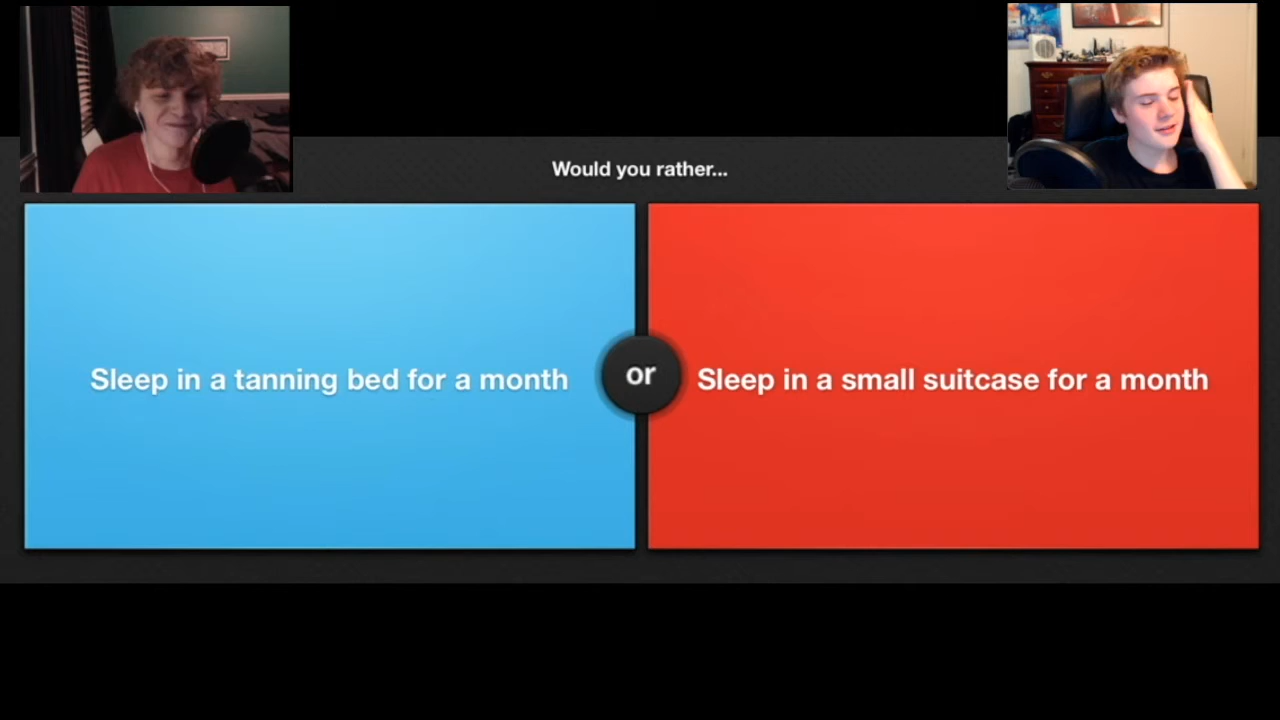 Would you rather...
Sleep in a tanning bed for a month
or
Sleep in a small suitcase for a month